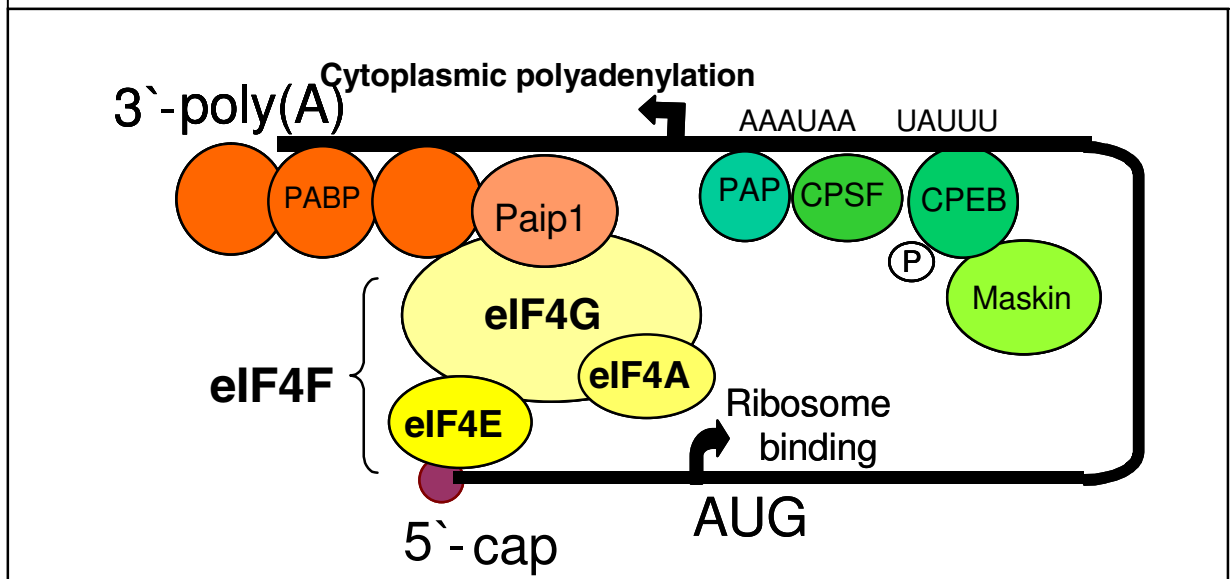 Cytoplasmic polyadenylation
3`-poly(A)
AAAUAA UAUUU
PABP
Paip1
PAP
CPSF
CPEB
P
Maskin
eIF4G
eIF4A
eIF4F
eIF4E
Ribosome
binding
AUG
5`-cap